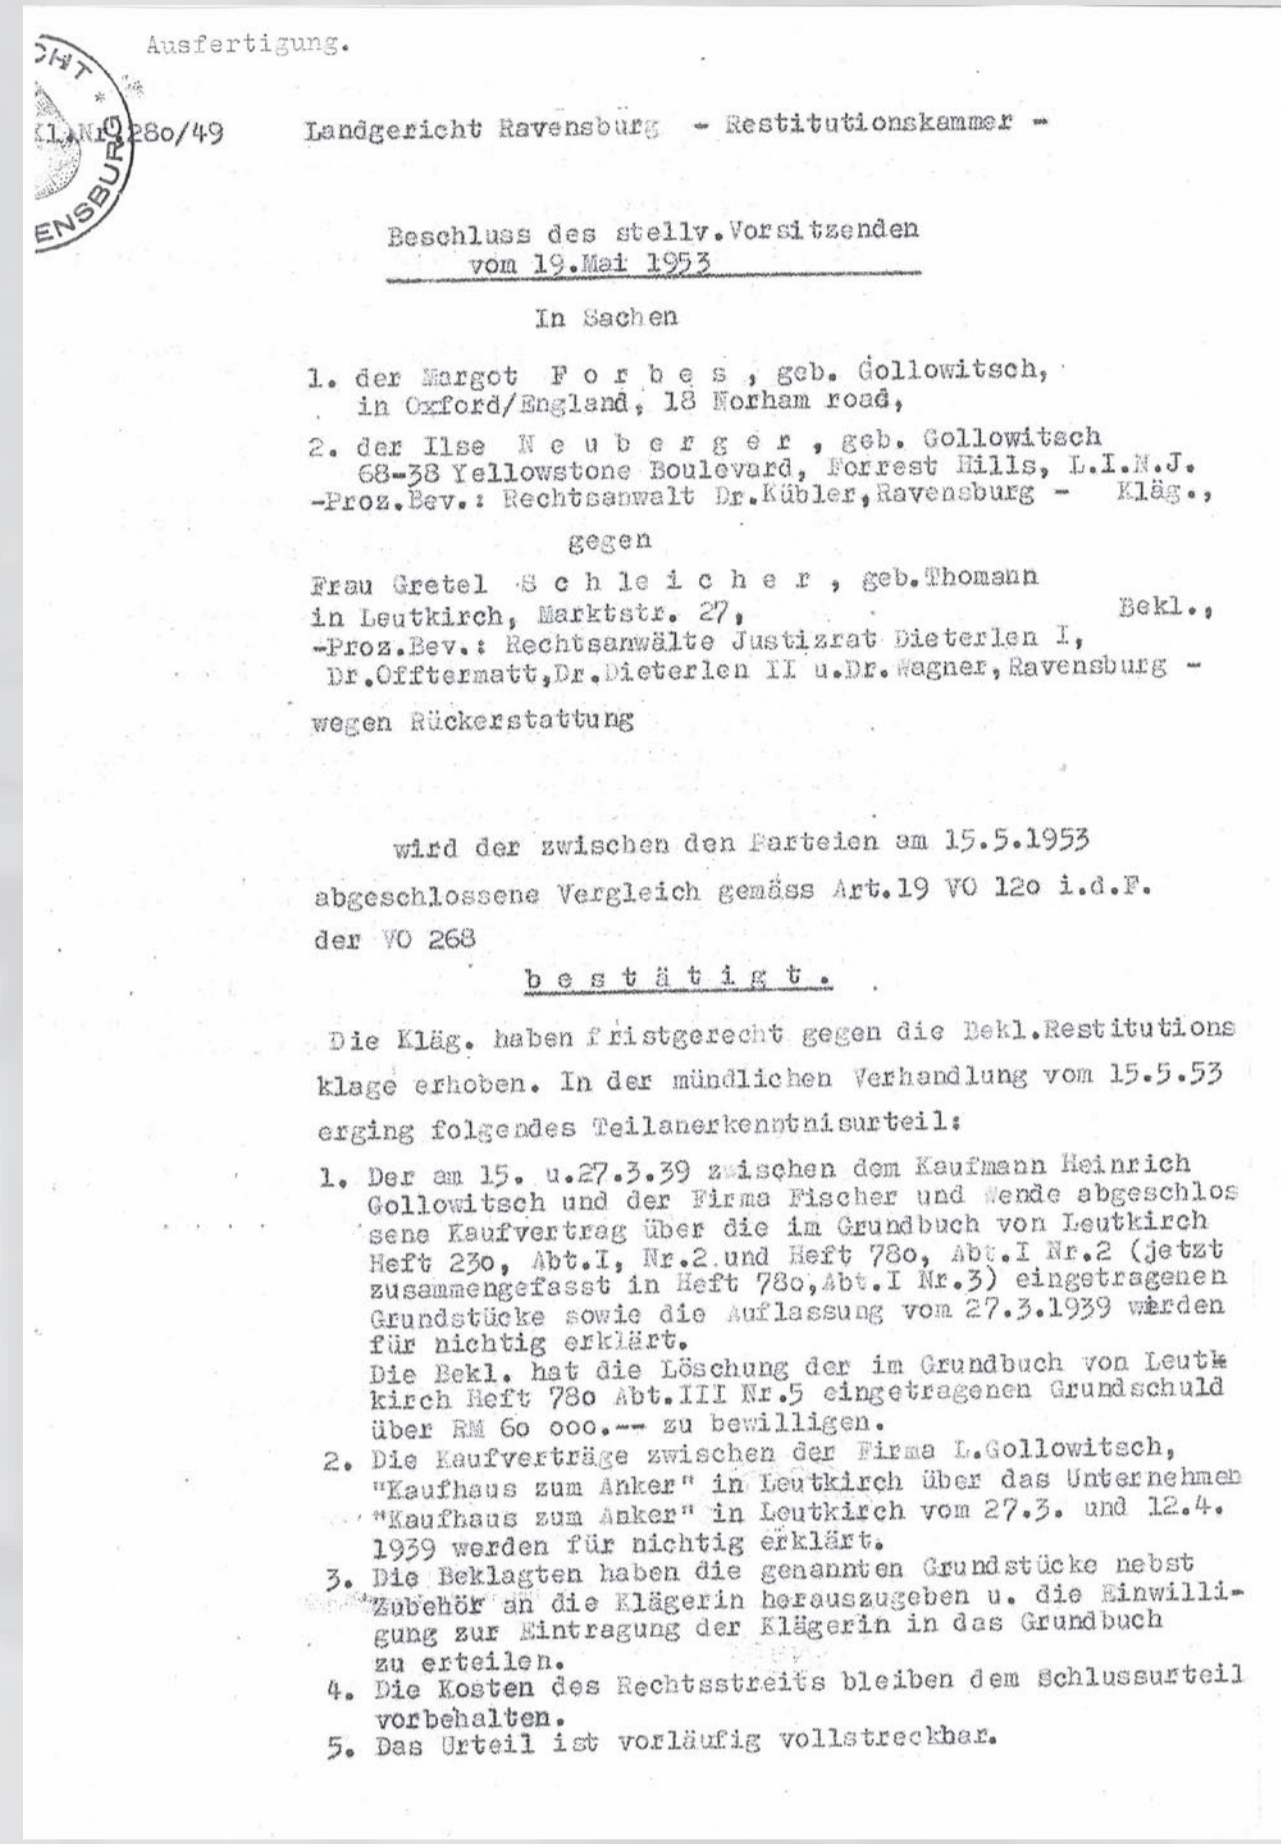 Ausfertigung.
Kl.Nr.280/49 Landgericht Ravensburg - Restitutionskammer -
CHT * ENSBURG
Beschluss des stellv.Vorsitzenden
vom 19.Mai 1953
In Sachen
1. der Margot F o r b e s , geb. Gollowitsch,
in Oxford/England, 18 Norham road,
2. der Ilse N e u b e r g e r , geb. Gollowitsch
68-38 Yellowstone Boulevard, Forrest Hills, L.I.N.J.
-Proz.Bev.: Rechtsanwalt Dr.Kübler,Ravensburg - Kläg.,
gegen
Frau Gretel S c h l e i c h e r , geb.Thomann
in Leutkirch, Marktstr. 27, Bekl.,
-Proz.Bev.: Rechtsanwälte Justizrat Dieterlen I,
Dr.Offtermatt,Dr.Dieterlen II u.Dr.Wagner,Ravensburg -
wegen Rückerstattung
wird der zwischen den Parteien am 15.5.1953
abgeschlossene Vergleich gemäss Art.19 VO 12o i.d.F.
der VO 268
b e s t ä t i g t .
Die Kläg. haben fristgerecht gegen die Bekl.Restitutions
klage erhoben. In der mündlichen Verhandlung vom 15.5.53
erging folgendes Teilanerkenntnisurteil:
1. Der am 15. u.27.3.39 zwischen dem Kaufmann Heinrich
Gollowitsch und der Firma Fischer und Wende abgeschlos
sene Kaufvertrag über die im Grundbuch von Leutkirch
Heft 23o, Abt.I, Nr.2 und Heft 78o, Abt.I Nr.2 (jetzt
zusammengefasst in Heft 78o,Abt.I Nr.3) eingetragenen
Grundstücke sowie die Auflassung vom 27.3.1939 werden
für nichtig erklärt.
Die Bekl. hat die Löschung der im Grundbuch von Leutk
kirch Heft 78o Abt.III Nr.5 eingetragenen Grundschuld
über RM 6o ooo.-- zu bewilligen.
2. Die Kaufverträge zwischen der Firma L.Gollowitsch,
"Kaufhaus zum Anker" in Leutkirch über das Unternehmen
"Kaufhaus zum Anker" in Leutkirch vom 27.3. und 12.4.
1939 werden für nichtig erklärt.
3. Die Beklagten haben die genannten Grundstücke nebst
Zubehör an die Klägerin herauszugeben u. die Einwilli-
gung zur Eintragung der Klägerin in das Grundbuch
zu erteilen.
4. Die Kosten des Rechtsstreits bleiben dem Schlussurteil
vorbehalten.
5. Das Urteil ist vorläufig vollstreckbar.